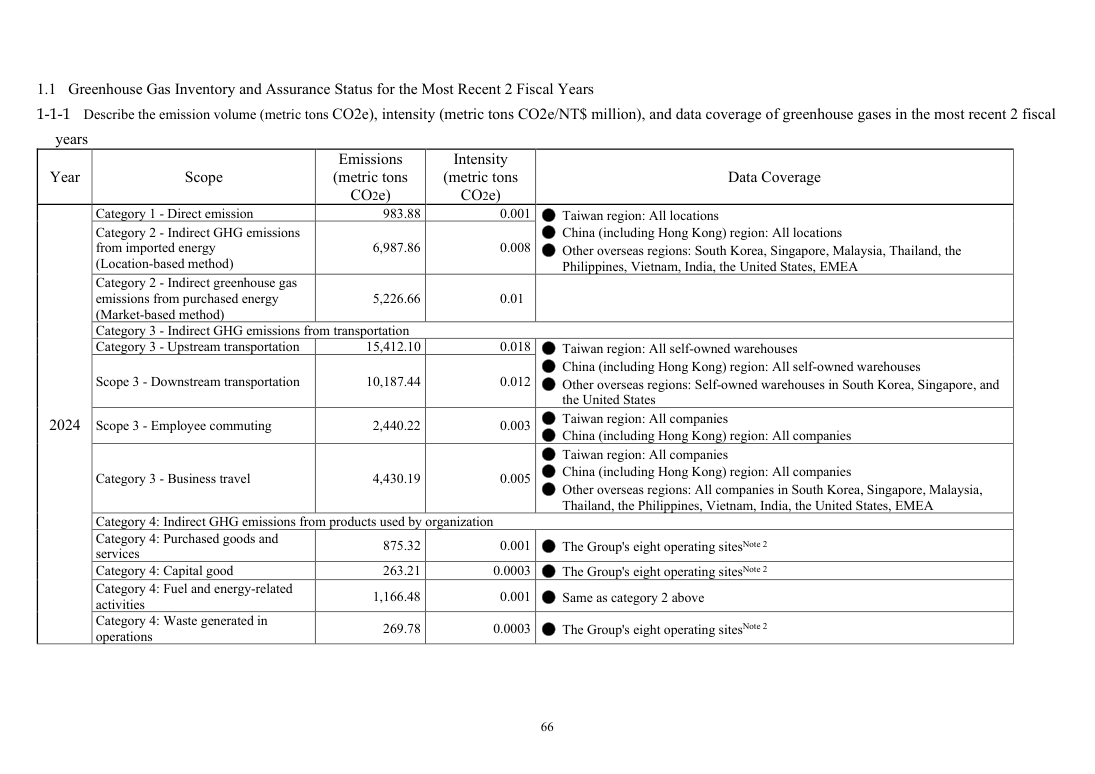 1.1 Greenhouse Gas Inventory and Assurance Status for the Most Recent 2 Fiscal Years
1-1-1 Describe the emission volume (metric tons CO2e), intensity (metric tons CO2e/NT$ million), and data coverage of greenhouse gases in the most recent 2 fiscal
years
Year
Scope
Emissions
(metric tons
CO2e)
Intensity
(metric tons
CO2e)
Data Coverage
2024
Category 1 - Direct emission
983.88
0.001
● Taiwan region: All locations
● China (including Hong Kong) region: All locations
● Other overseas regions: South Korea, Singapore, Malaysia, Thailand, the
Philippines, Vietnam, India, the United States, EMEA
Category 2 - Indirect GHG emissions
from imported energy
(Location-based method)
6,987.86
0.008
Category 2 - Indirect greenhouse gas
emissions from purchased energy
(Market-based method)
5,226.66
0.01
Category 3 - Indirect GHG emissions from transportation
Category 3 - Upstream transportation
15,412.10
0.018
● Taiwan region: All self-owned warehouses
● China (including Hong Kong) region: All self-owned warehouses
● Other overseas regions: Self-owned warehouses in South Korea, Singapore, and
the United States
Scope 3 - Downstream transportation
10,187.44
0.012
Scope 3 - Employee commuting
2,440.22
0.003
● Taiwan region: All companies
● China (including Hong Kong) region: All companies
Category 3 - Business travel
4,430.19
0.005
● Taiwan region: All companies
● China (including Hong Kong) region: All companies
● Other overseas regions: All companies in South Korea, Singapore, Malaysia,
Thailand, the Philippines, Vietnam, India, the United States, EMEA
Category 4: Indirect GHG emissions from products used by organization
Category 4: Purchased goods and
services
875.32
0.001
● The Group's eight operating sites Note 2
Category 4: Capital good
263.21
0.0003
● The Group's eight operating sites Note 2
Category 4: Fuel and energy-related
activities
1,166.48
0.001
● Same as category 2 above
Category 4: Waste generated in
operations
269.78
0.0003
● The Group's eight operating sites Note 2
66